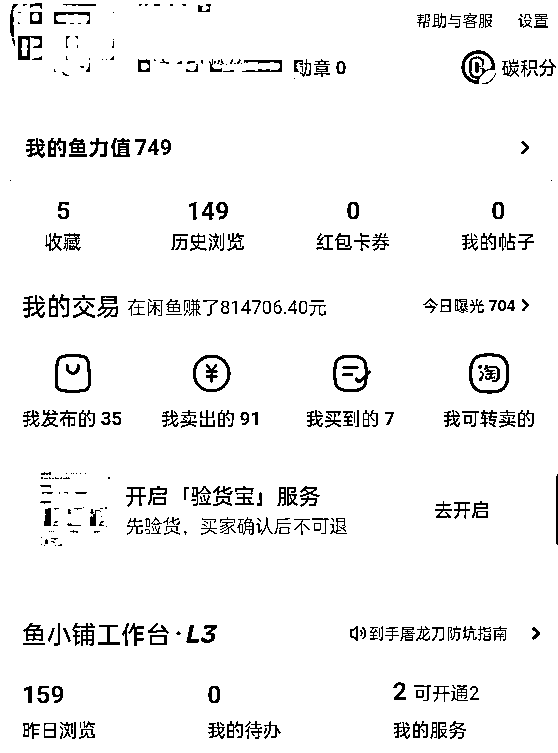 帮助与客服 设置
勋章 0 碳积分
我的鱼力值 749
5 149 0 0
收藏 历史浏览 红包卡券 我的帖子
我的交易 在闲鱼赚了814706.40元 今日曝光 704
淘
我发布的 35 我卖出的 91 我买到的 7 我可转卖的
开启「验货宝」服务
先验货，买家确认后不可退
去开启
鱼小铺工作台·L3 到手屠龙刀防坑指南
159 0 2 可开通2
昨日浏览 我的待办 我的服务